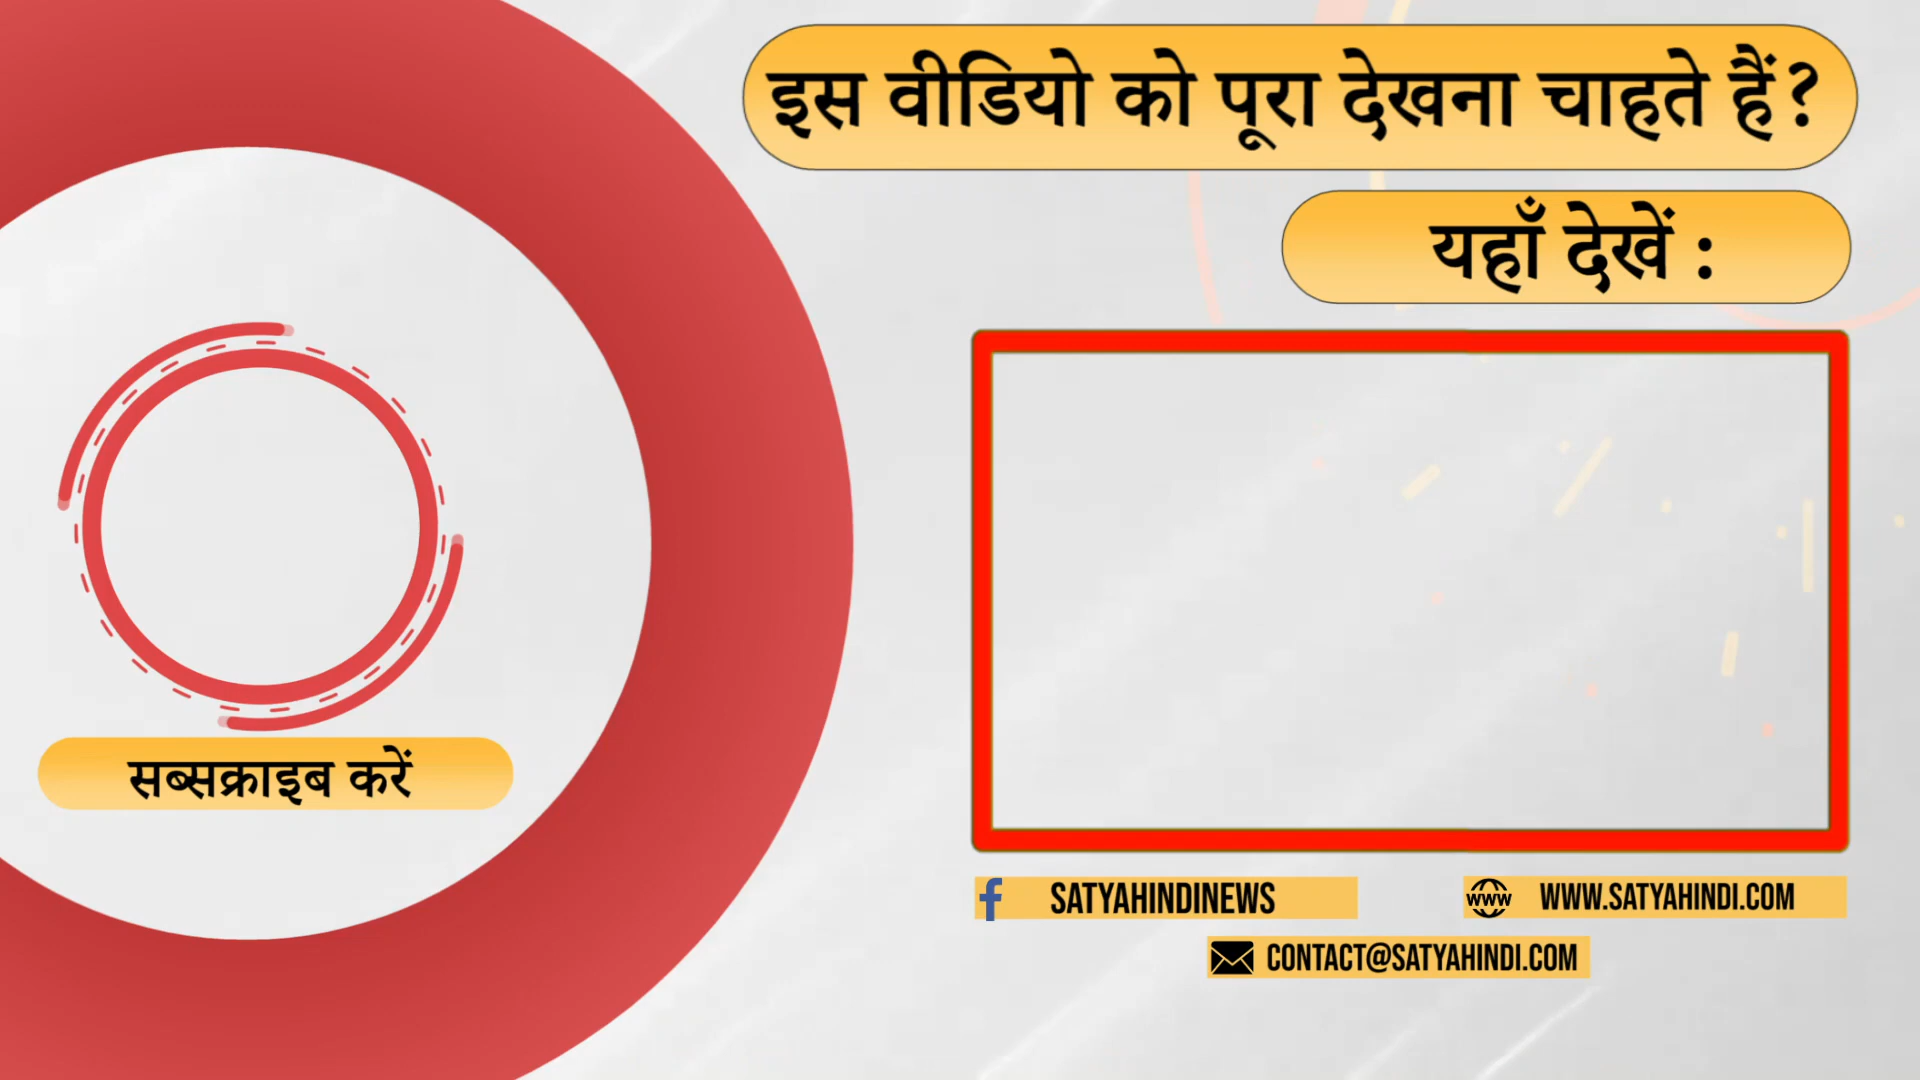 इस वीडियो को पूरा देखना चाहते हैं?
यहाँ देखें :
सब्सक्राइब करें
SATYAHINDINEWS
WWW.SATYAHINDI.COM
CONTACT@SATYAHINDI.COM